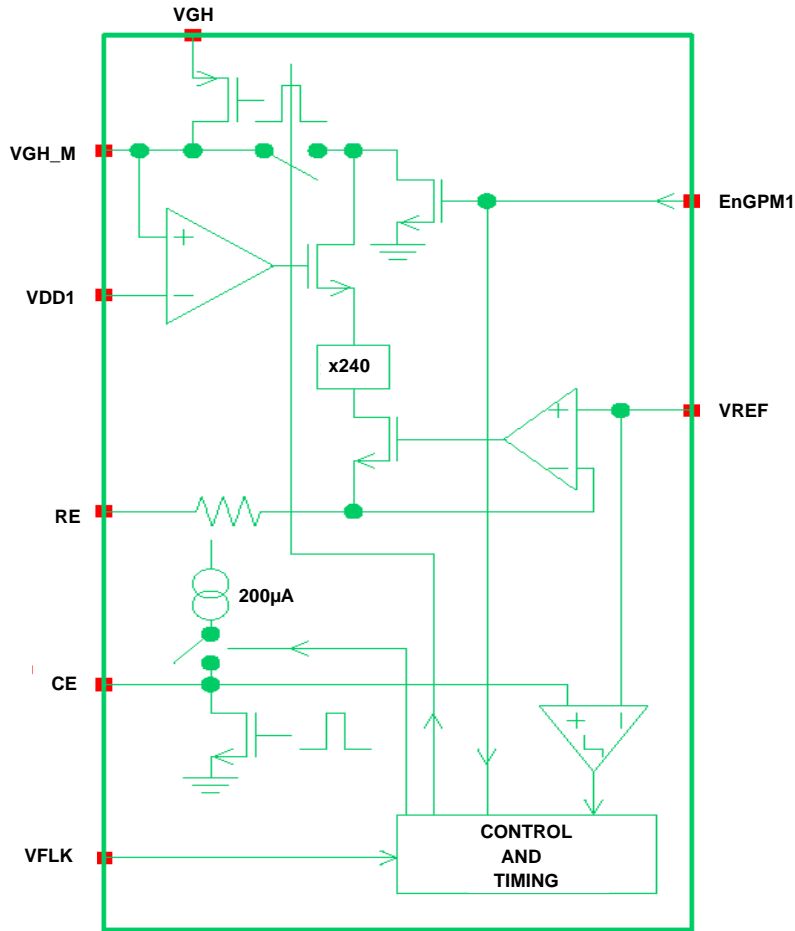 VGH
VGH_M
EnGPM1
VDD1
x240
VREF
RE
200µA
CE
CONTROL
AND
TIMING
VFLK